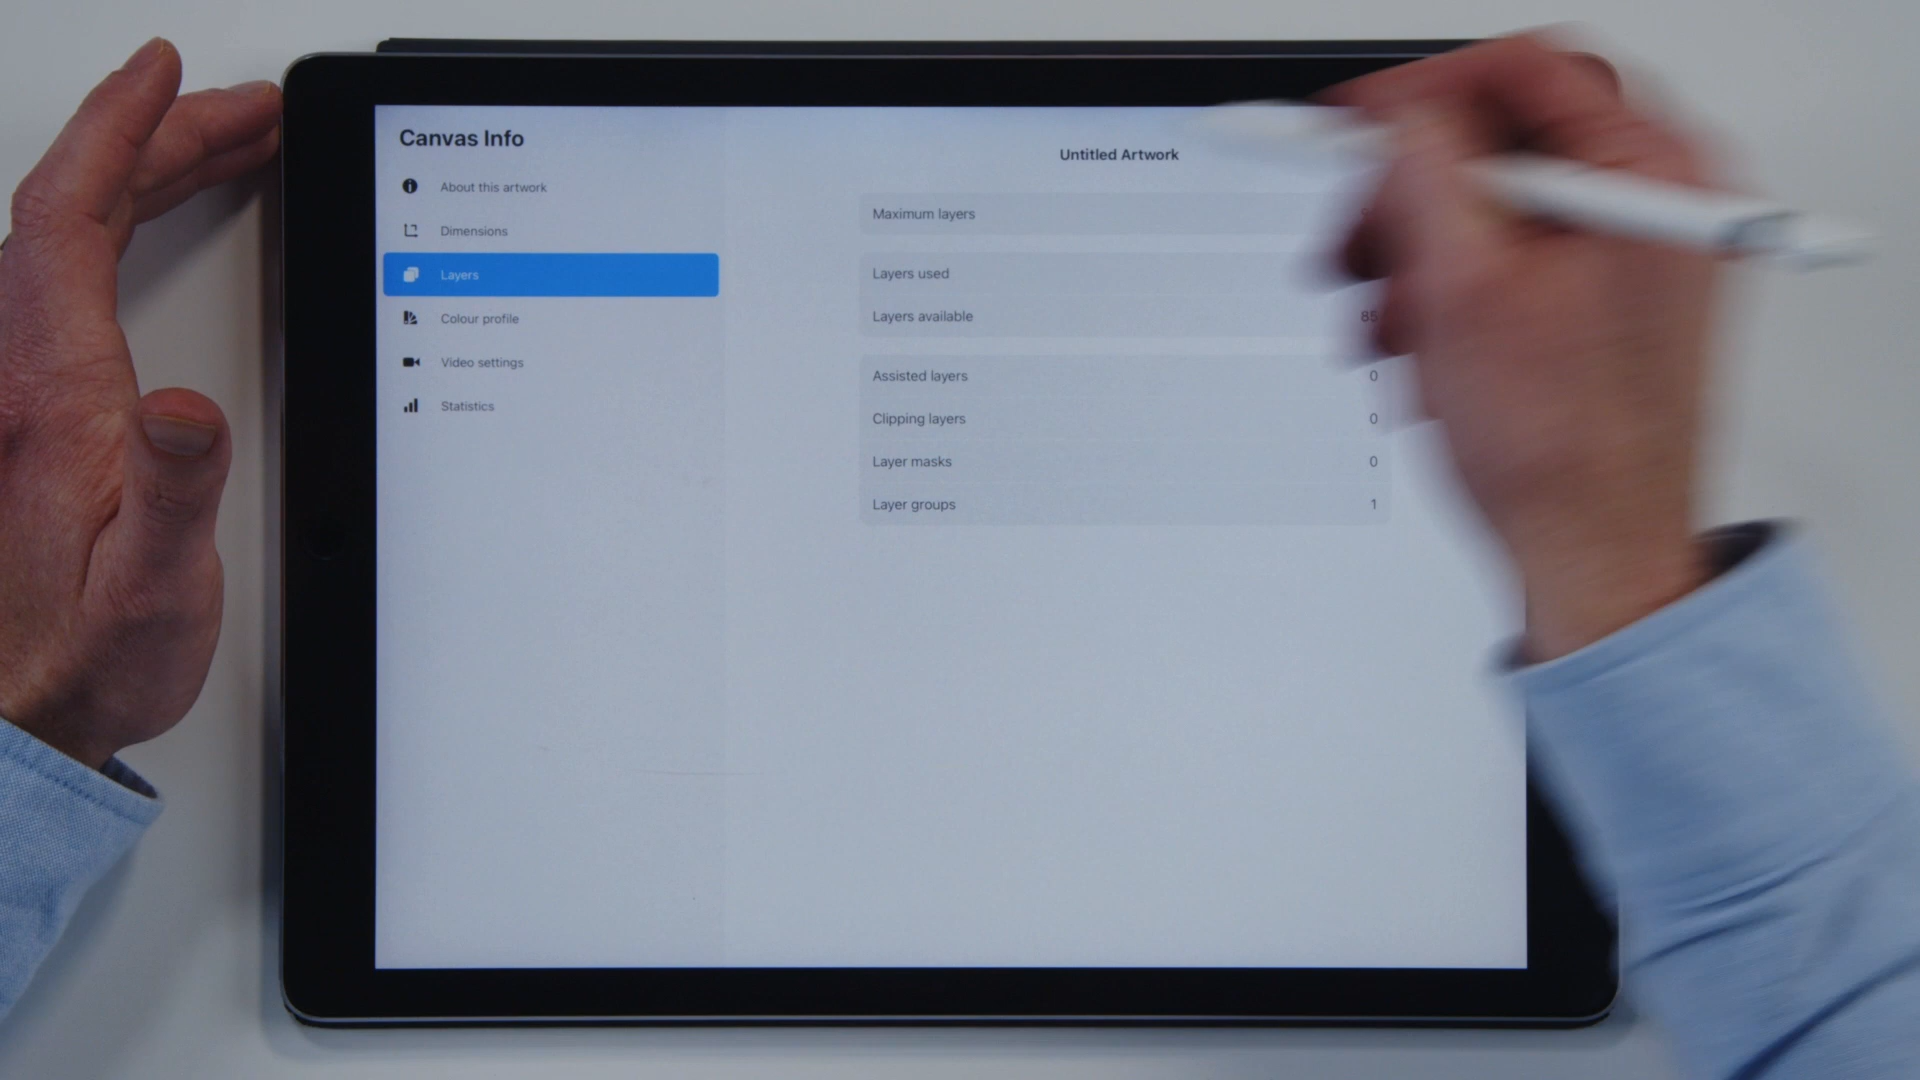 Canvas Info
About this artwork
Dimensions
Layers
Colour profile
Video settings
Statistics
Untitled Artwork
Maximum layers
Layers used
Layers available 85
Assisted layers 0
Clipping layers 0
Layer masks 0
Layer groups 1